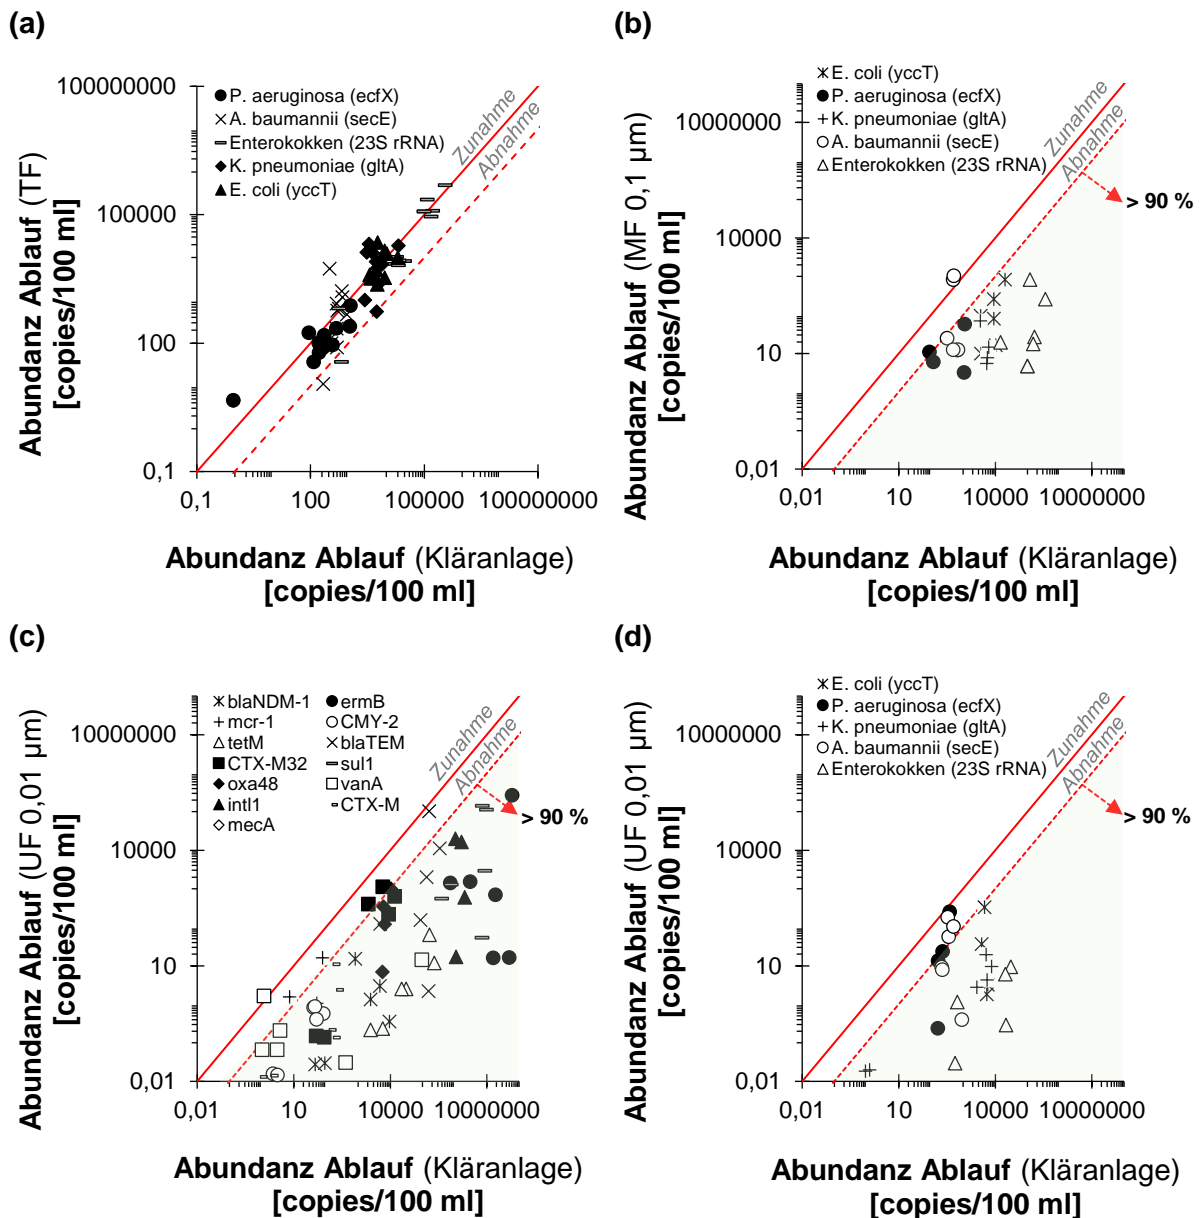 (a)
100000000
100000
100
0,1
0,1
100
100000
100000000
P. aeruginosa (ecfX)
A. baumannii (secE)
Enterokokken (23S rRNA)
K. pneumoniae (gltA)
E. coli (yccT)
Zunahme
Abnahme
Abundanz Ablauf (TF)
[copies/100 ml]
Abundanz Ablauf (Kläranlage)
[copies/100 ml]
(b)
10000000
10000
10
0,01
0,01
10
10000
10000000
E. coli (yccT)
P. aeruginosa (ecfX)
K. pneumoniae (gltA)
A. baumannii (secE)
Enterokokken (23S rRNA)
Zunahme
Abnahme
> 90 %
Abundanz Ablauf (MF 0,1 µm)
[copies/100 ml]
Abundanz Ablauf (Kläranlage)
[copies/100 ml]
(c)
10000000
10000
10
0,01
0,01
10
10000
10000000
blaNDM-1
mcr-1
tetM
CTX-M32
oxa48
intl1
mecA
ermB
CMY-2
blaTEM
sul1
vanA
CTX-M
Zunahme
Abnahme
> 90 %
Abundanz Ablauf (UF 0,01 µm)
[copies/100 ml]
Abundanz Ablauf (Kläranlage)
[copies/100 ml]
(d)
10000000
10000
10
0,01
0,01
10
10000
10000000
E. coli (yccT)
P. aeruginosa (ecfX)
K. pneumoniae (gltA)
A. baumannii (secE)
Enterokokken (23S rRNA)
Zunahme
Abnahme
> 90 %
Abundanz Ablauf (UF 0,01 µm)
[copies/100 ml]
Abundanz Ablauf (Kläranlage)
[copies/100 ml]